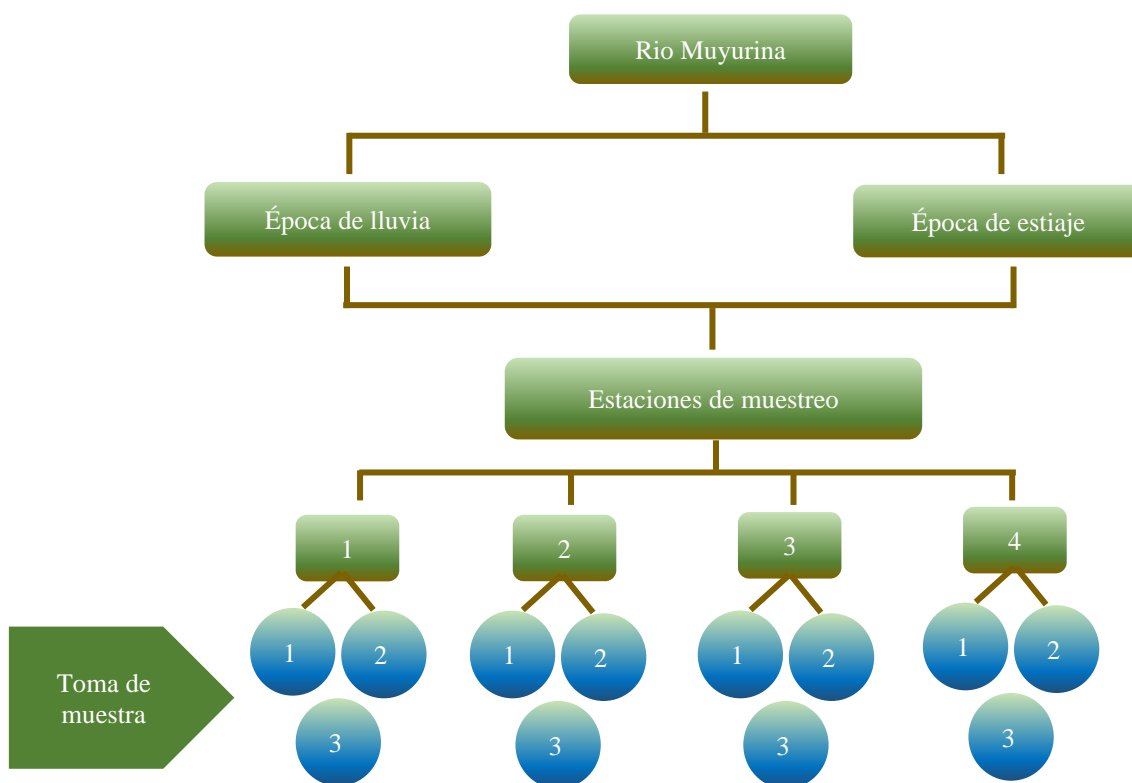 Rio Muyurina
Época de lluvia
Época de estiaje
Estaciones de muestreo
1
2
3
4
1
2
1
2
1
2
1
2
Toma de
muestra
3
3
3
3